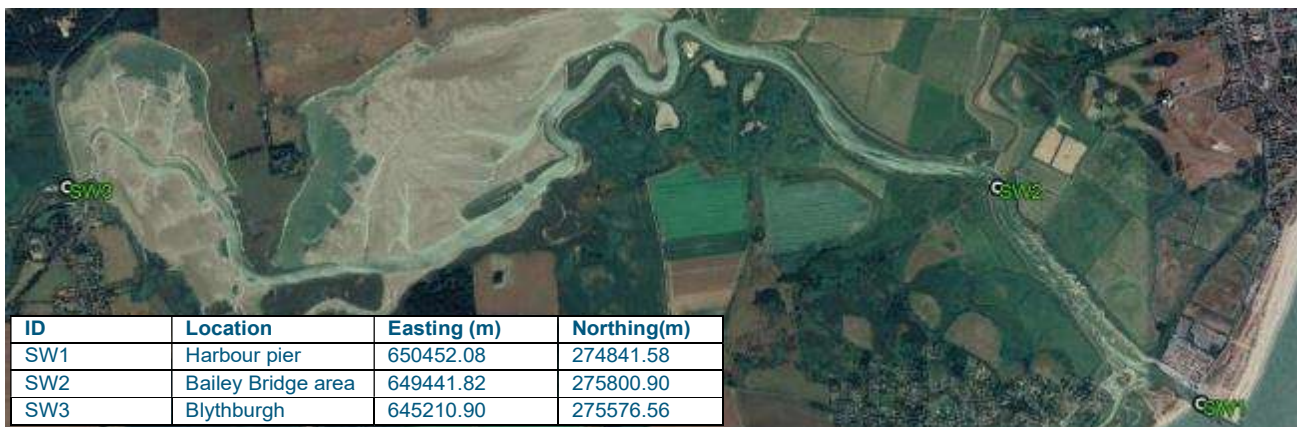 SW3
SW2
ID Location Easting (m) Northing(m)
SW1 Harbour pier 650452.08 274841.58
SW2 Bailey Bridge area 649441.82 275800.90
SW3 Blythburgh 645210.90 275576.56
SW1